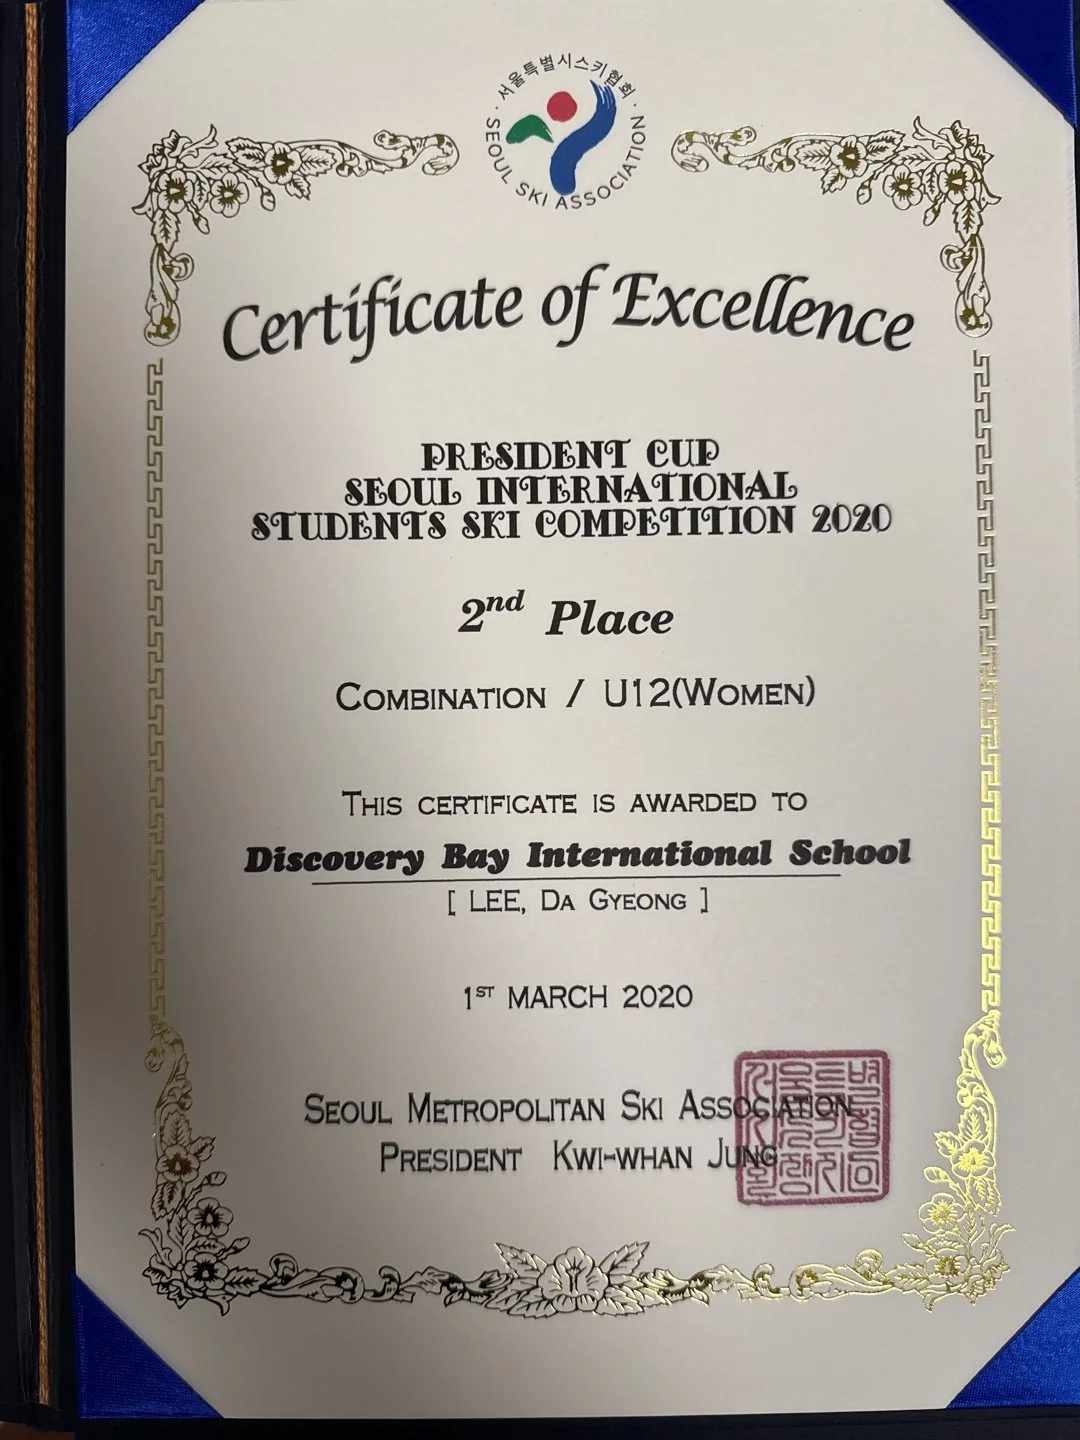 서울특별시스키협회
SEOUL SKI ASSOCIATION
Certificate of Excellence
PRESIDENT CUP
SEOUL INTERNATIONAL
STUDENTS SKI COMPETITION 2020
2nd Place
COMBINATION / U12(WOMEN)
THIS CERTIFICATE IS AWARDED TO
Discovery Bay International School
[ LEE, DA GYEONG ]
1ST MARCH 2020
SEOUL METROPOLITAN SKI ASSOCIATION
PRESIDENT KWI-WHAN JUNG